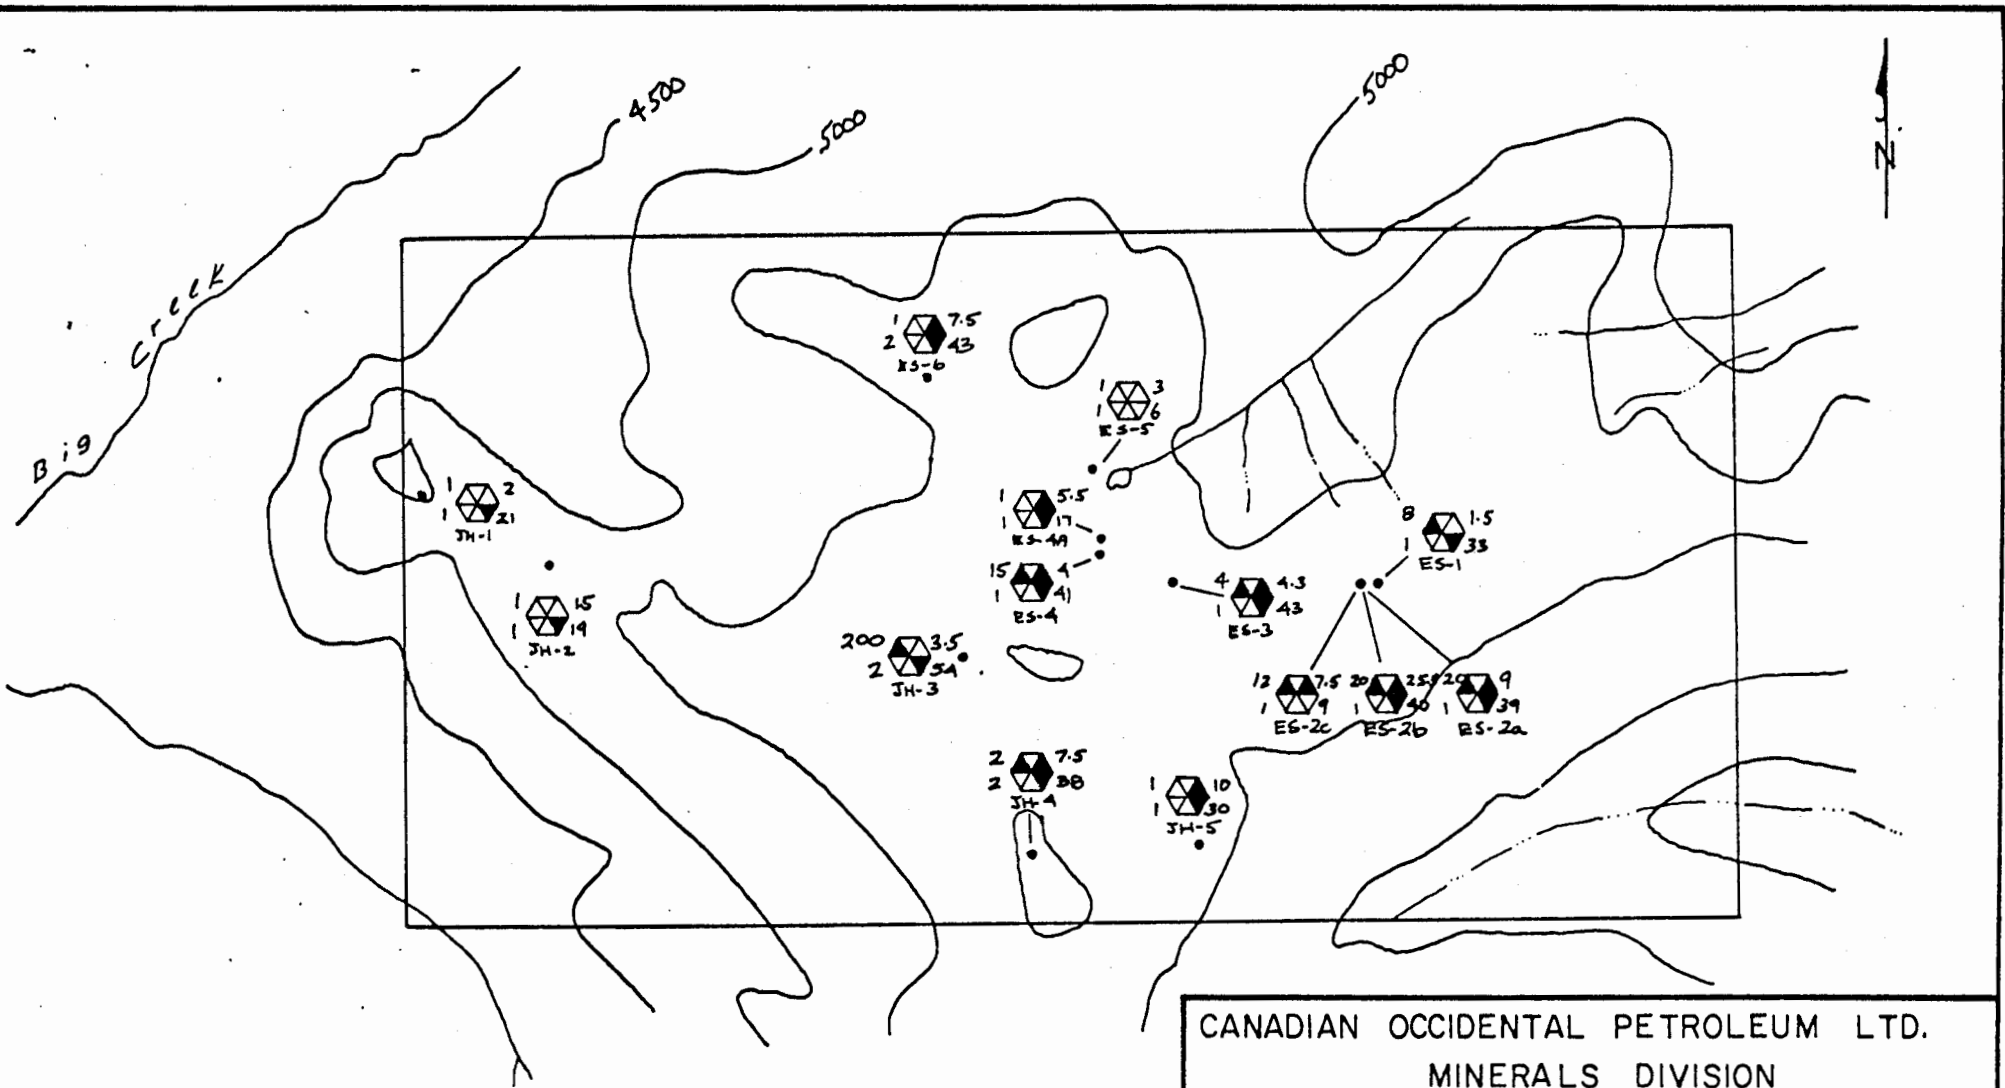 4500
5000
5000
N.
Big Creek
1 7.5
2 43
ES-6
1 3
1 6
ES-5
1 2
1 21
JH-1
1 5.5
1 17
ES-4A
8 1.5
1 33
ES-1
15 4
1 41
ES-4
4 4.3
1 43
ES-3
1 15
1 19
JH-2
200 3.5
2 54
JH-3
12 7.5
1 9
ES-2c
20
1 40
ES-2b
20 9
1 39
ES-2a
2 7.5
2 38
JH-4
1 10
1 30
JH-5
CANADIAN OCCIDENTAL PETROLEUM LTD.
MINERALS DIVISION